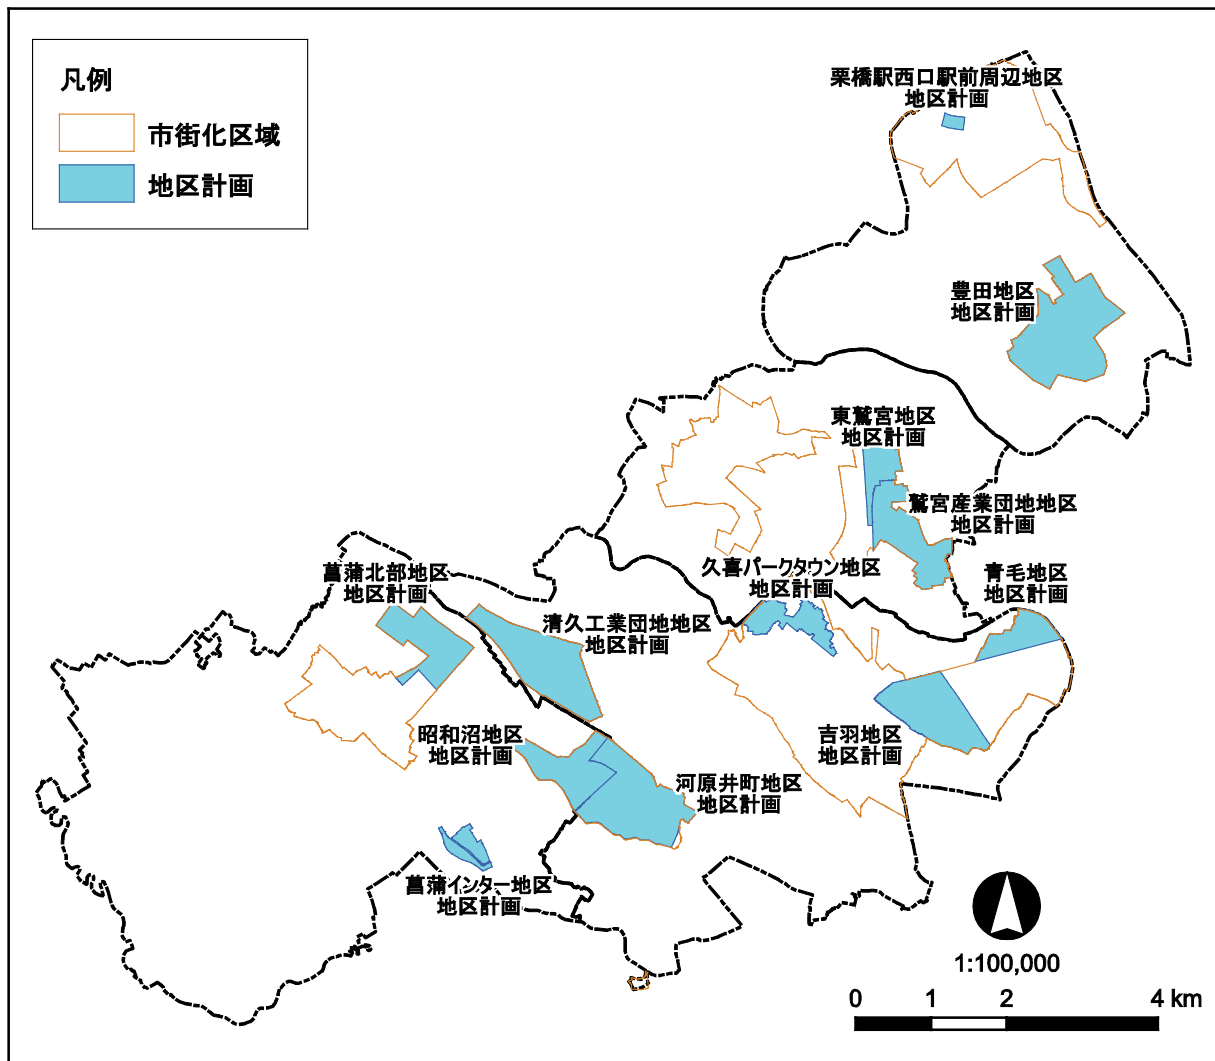 凡例
市街化区域
地区計画
栗橋駅西口駅前周辺地区
地区計画
豊田地区
地区計画
東鷲宮地区
地区計画
鷲宮産業団地地区
地区計画
久喜パークタウン地区
地区計画
青毛地区
地区計画
菖蒲北部地区
地区計画
清久工業団地地区
地区計画
昭和沼地区
地区計画
吉羽地区
地区計画
河原井町地区
地区計画
菖蒲インター地区
地区計画
1:100,000
0 1 2 4 km